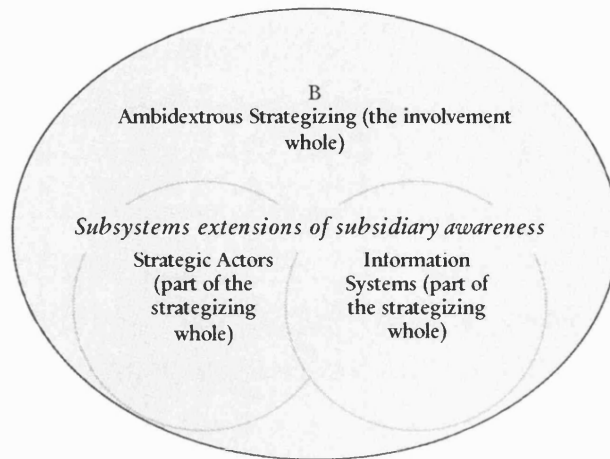 B
Ambidextrous Strategizing (the involvement
whole)
Subsystems extensions of subsidiary awareness
Strategic Actors
(part of the
strategizing
whole)
Information
Systems (part of
the strategizing
whole)